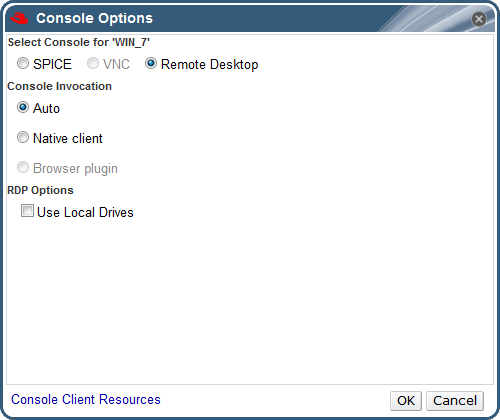 Console Options
Select Console for 'WIN_7'
SPICE VNC Remote Desktop
Console Invocation
Auto
Native client
Browser plugin
RDP Options
Use Local Drives
Console Client Resources OK Cancel